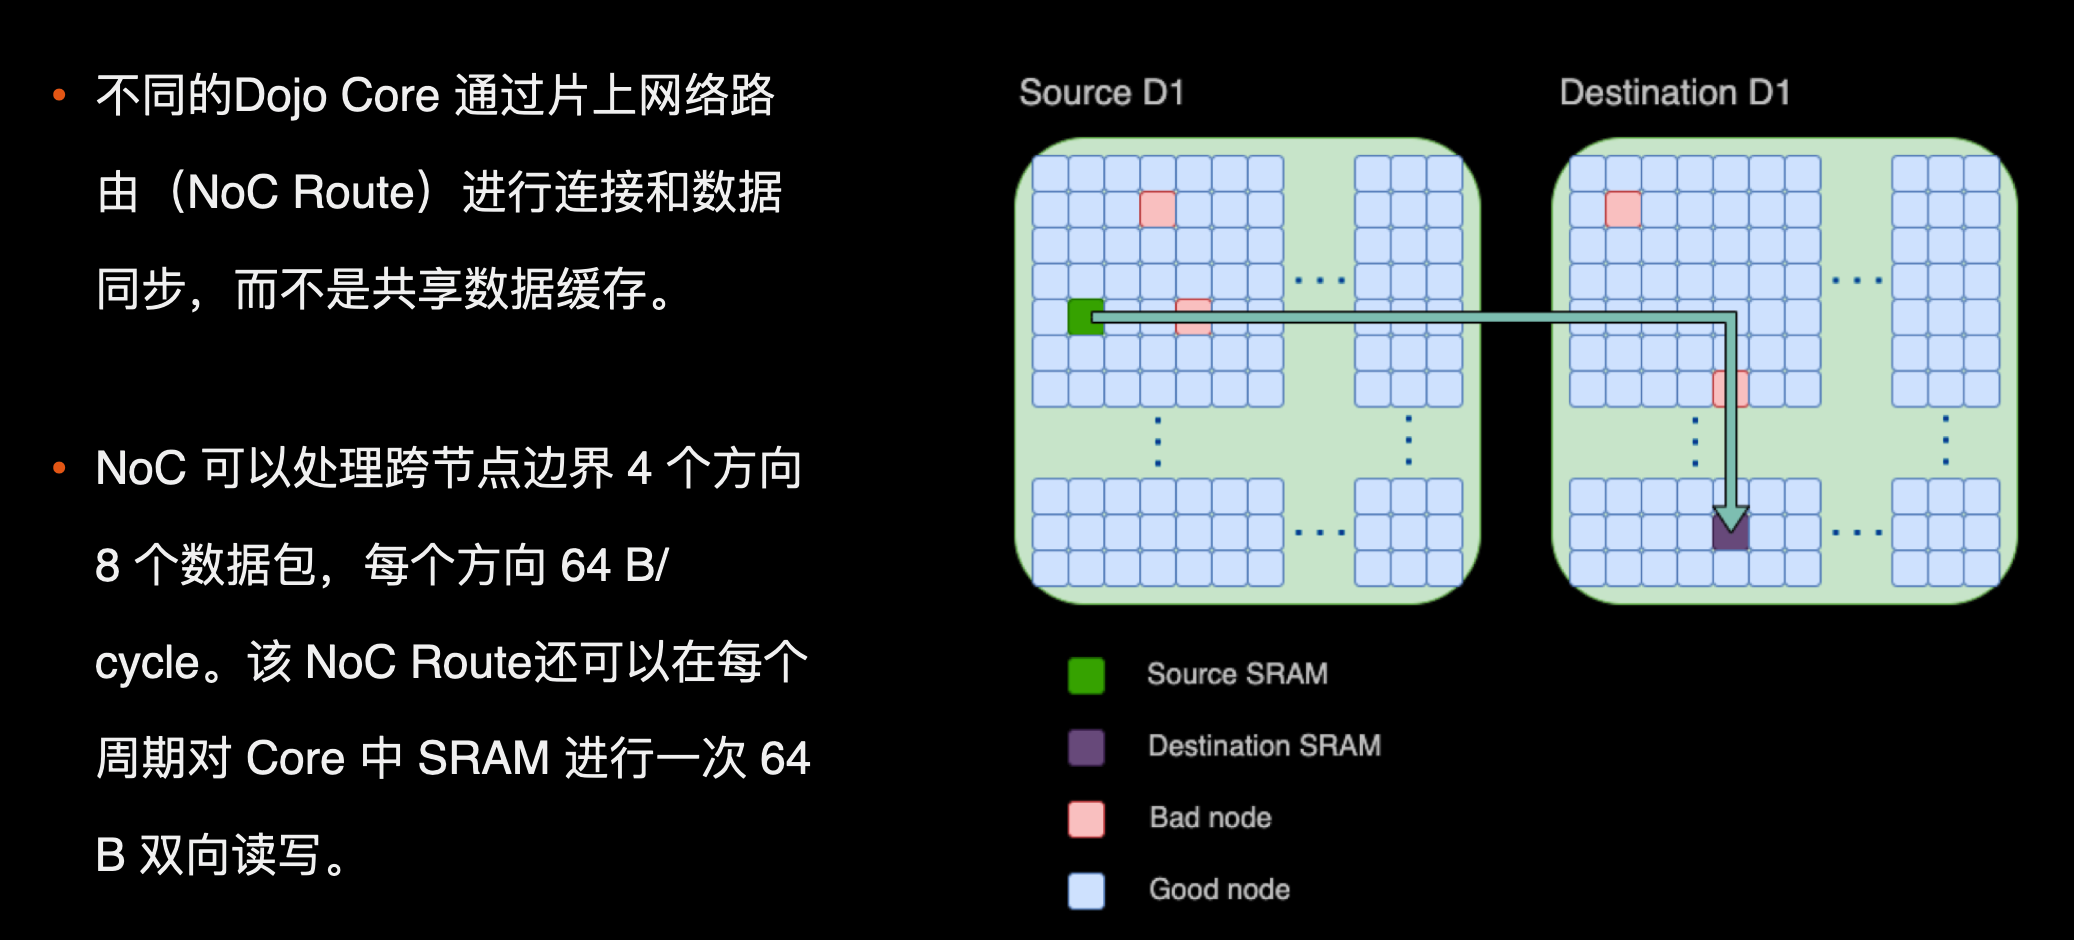 • 不同的Dojo Core 通过片上网络路
由（NoC Route）进行连接和数据
同步，而不是共享数据缓存。
• NoC 可以处理跨节点边界 4 个方向
8 个数据包，每个方向 64 B/
cycle。该 NoC Route还可以在每个
周期对 Core 中 SRAM 进行一次 64
B 双向读写。
Source D1
Destination D1
Source SRAM
Destination SRAM
Bad node
Good node